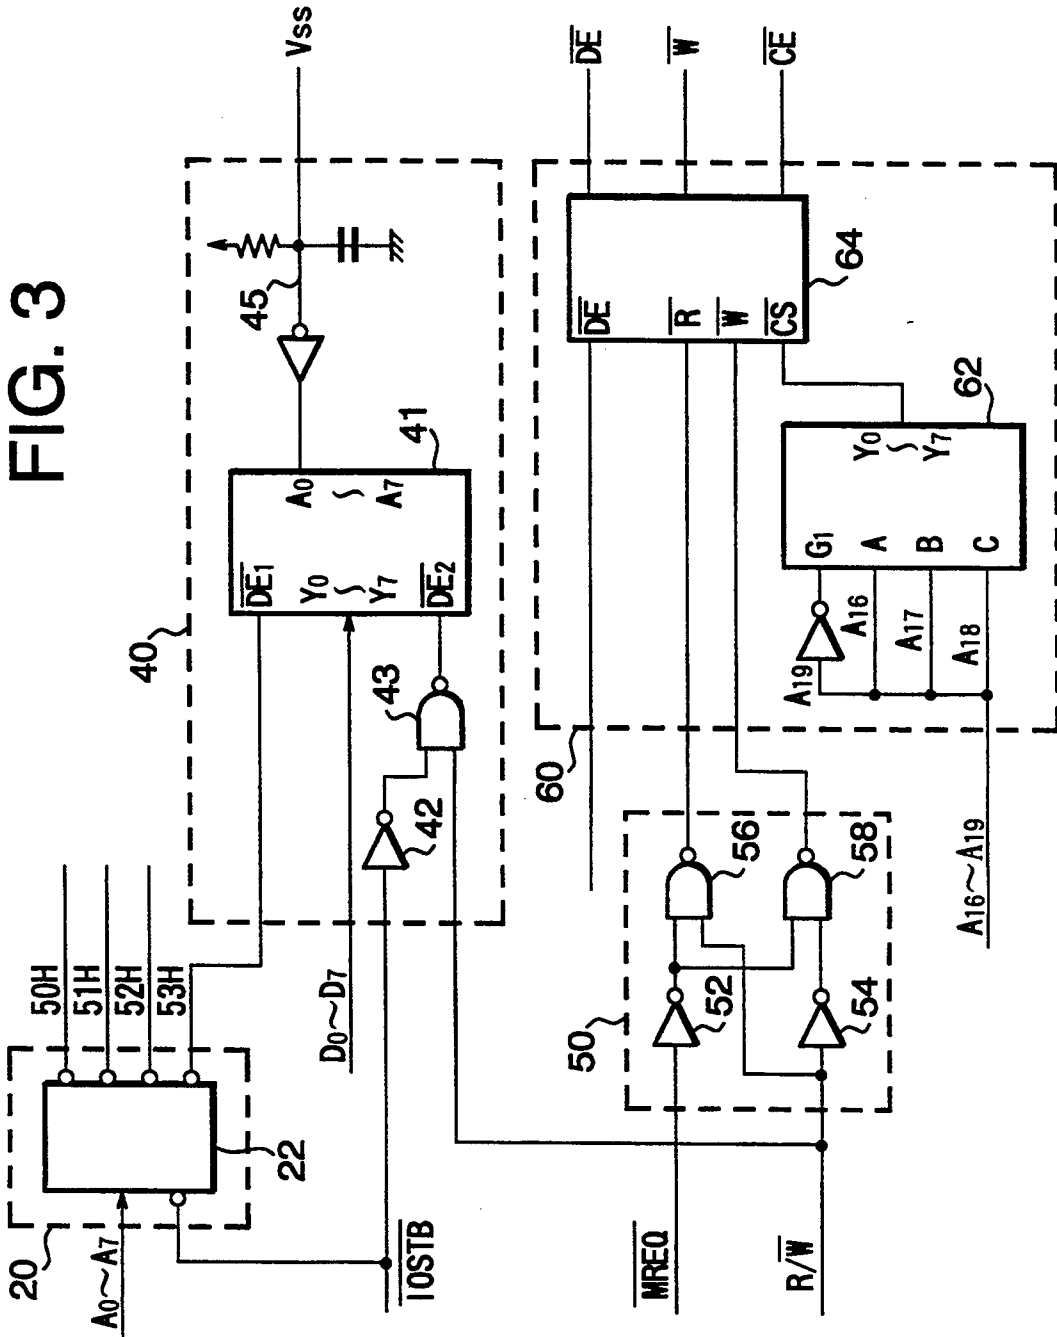 FIG. 3
20
22
A0~A7
50H
51H
52H
53H
IOSTB
40
DE1
Y0
~
Y7
DE2
A0
~
A7
41
42
43
45
Vss
D0~D7
MREQ
R/W
50
52
54
56
58
60
A16~A19
A19
A16
A17
A18
G1
A
B
C
Y0
~
Y7
62
DE
R
W
CS
64
DE
W
CE